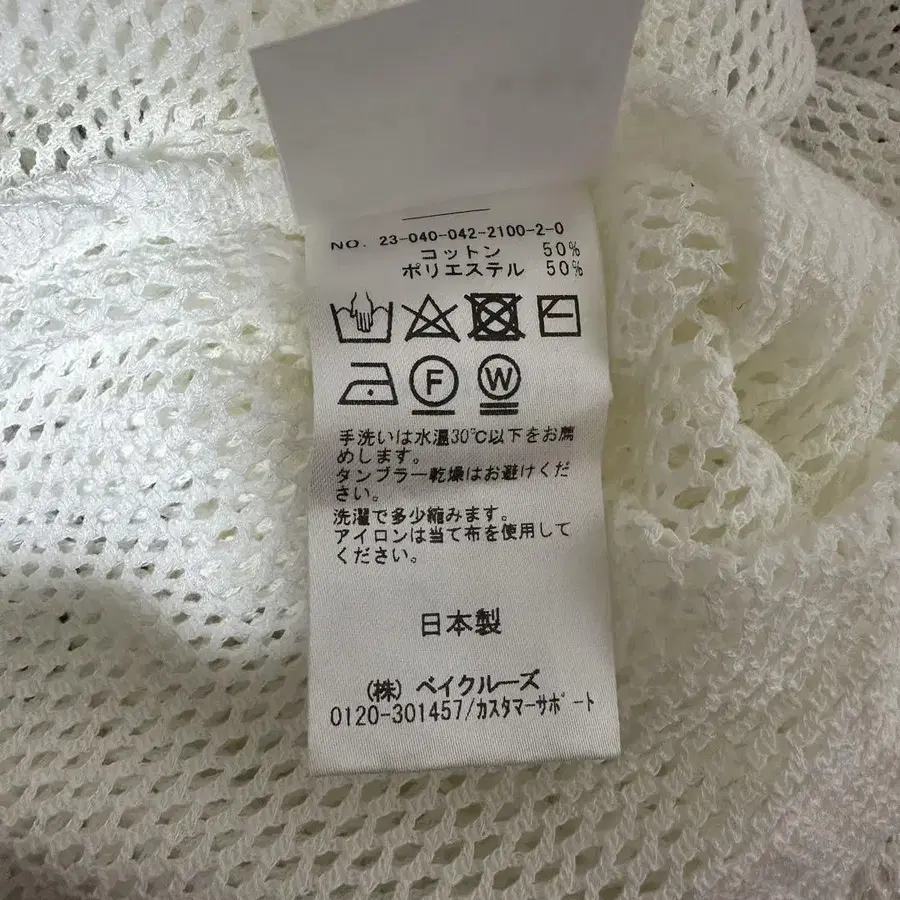 NO. 23-040-042-2100-2-0
コットン 50%
ポリエステル 50%
F W
手洗いは水温30℃以下をお薦
めします。
タンブラー乾燥はお避けくだ
さい。
洗濯で多少縮みます。
アイロンは当て布を使用して
ください。
日本製
(株) ベイクルーズ
0120-301457/カスタマーサポート